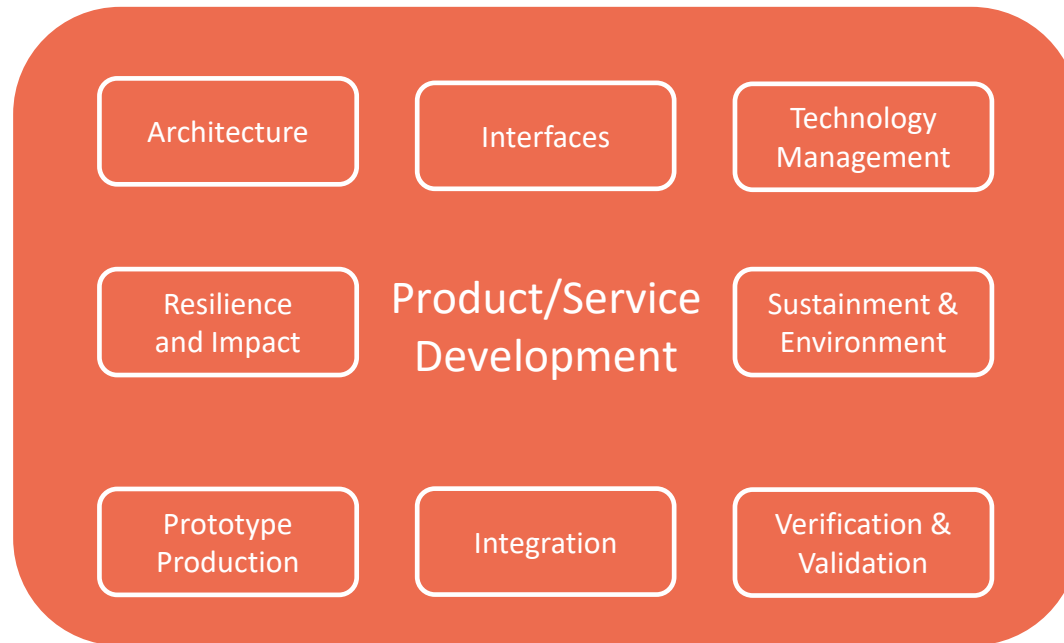 Architecture
Interfaces
Technology
Management
Resilience
and Impact
Product/Service
Development
Sustainment &
Environment
Prototype
Production
Integration
Verification &
Validation